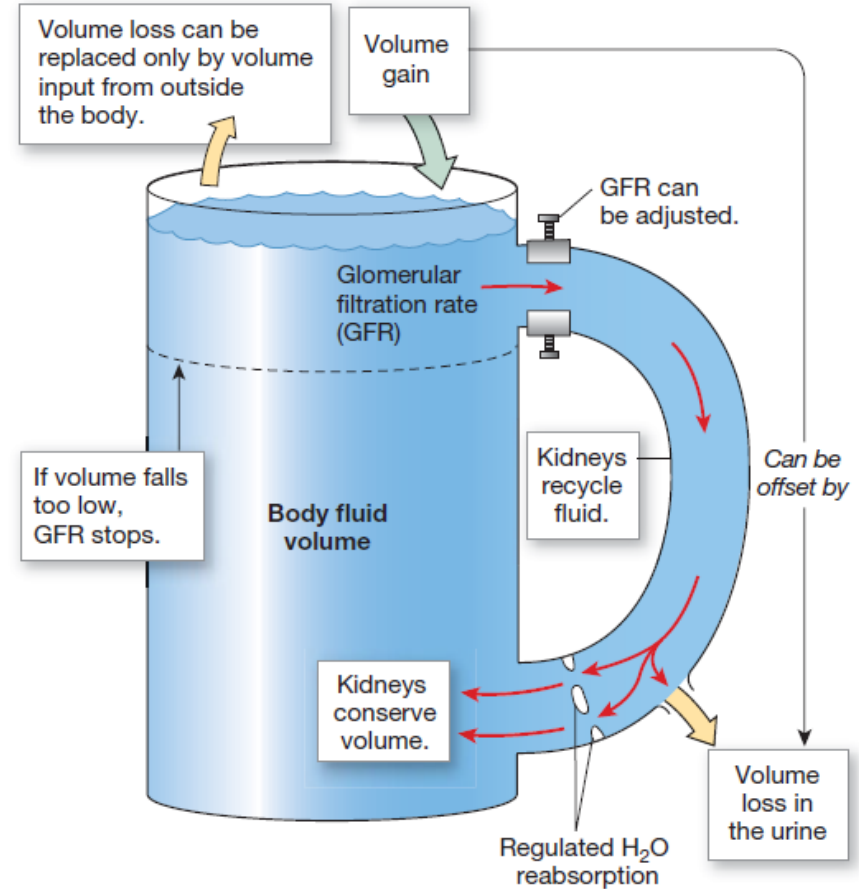 Volume loss can be
replaced only by volume
input from outside
the body.
Volume
gain
GFR can
be adjusted.
Glomerular
filtration rate
(GFR)
If volume falls
too low,
GFR stops.
Body fluid
volume
Kidneys
recycle
fluid.
Can be
offset by
Kidneys
conserve
volume.
Volume
loss in
the urine
Regulated H₂O
reabsorption